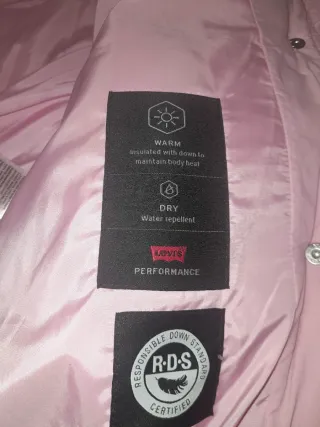 WARM
insulated with down to
maintain body heat
DRY
Water repellent
Levi's
PERFORMANCE
RESPONSIBLE DOWN STANDARD
R·D·S
CERTIFIED